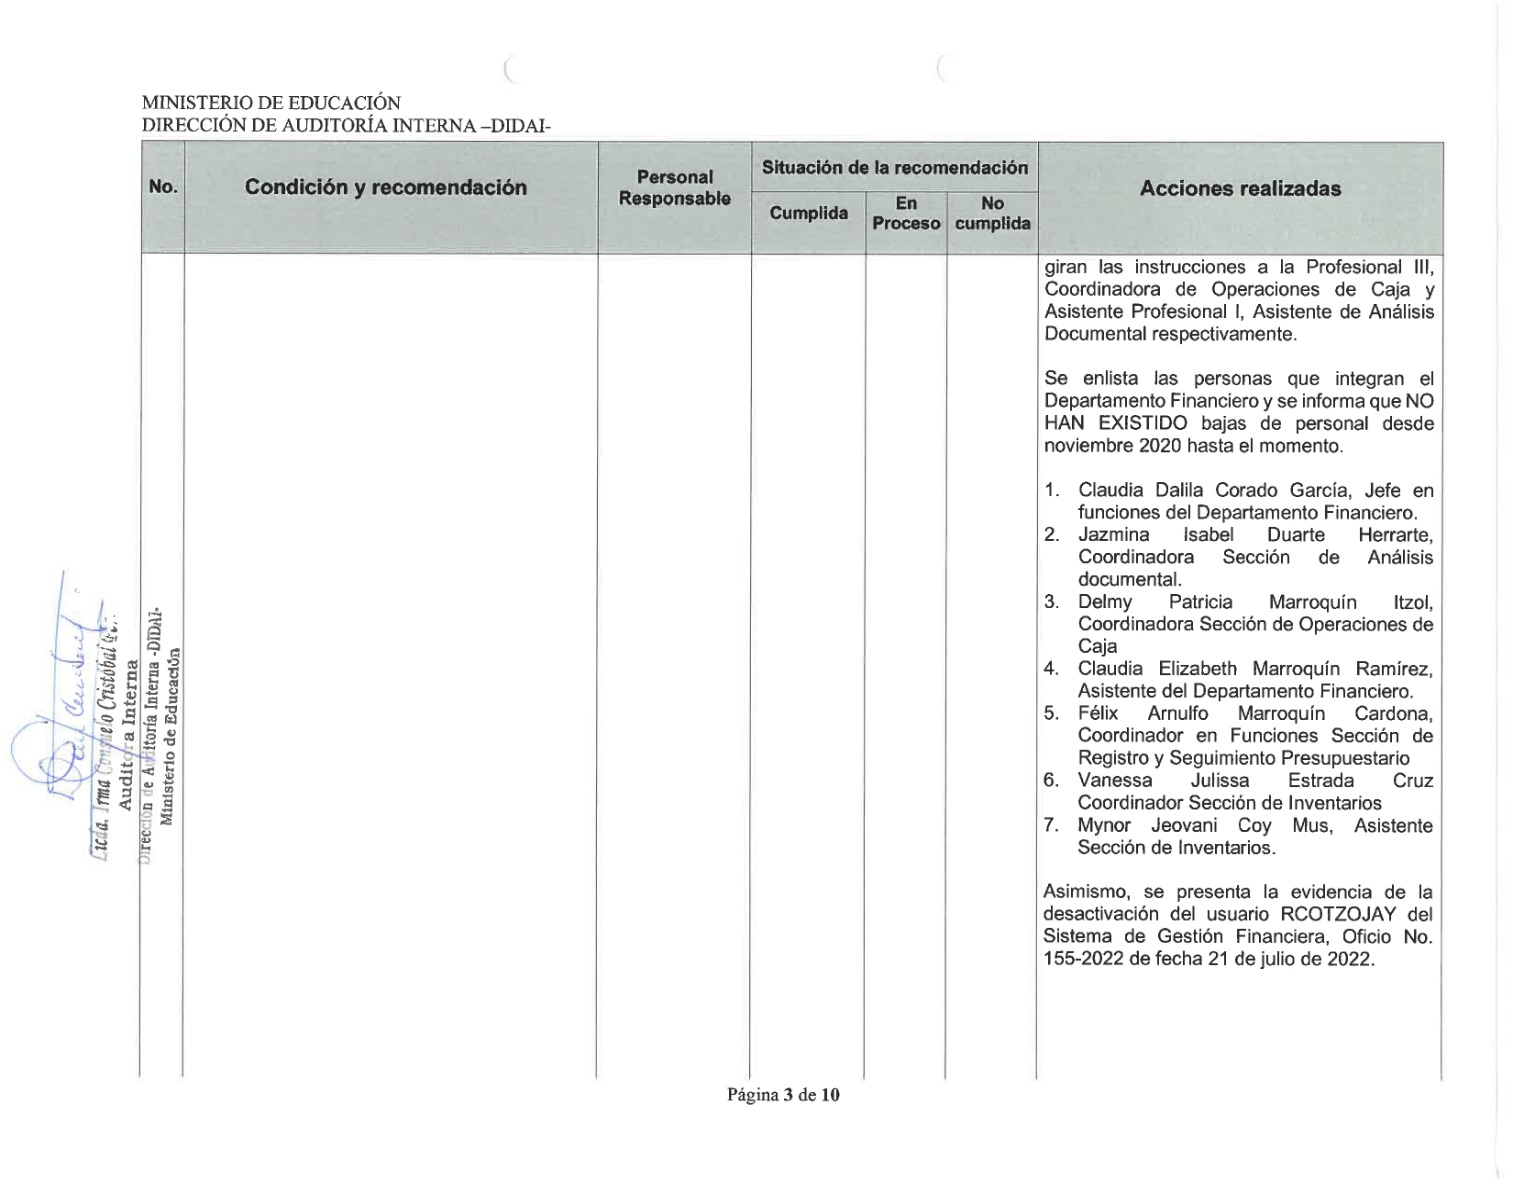 MINISTERIO DE EDUCACIÓN
DIRECCIÓN DE AUDITORÍA INTERNA –DIDAI-
No.
Condición y recomendación
Personal
Responsable
Situación de la recomendación
Cumplida
En
Proceso
No
cumplida
Acciones realizadas
giran las instrucciones a la Profesional III,
Coordinadora de Operaciones de Caja y
Asistente Profesional I, Asistente de Análisis
Documental respectivamente.
Se enlista las personas que integran el
Departamento Financiero y se informa que NO
HAN EXISTIDO bajas de personal desde
noviembre 2020 hasta el momento.
1. Claudia Dalila Corado García, Jefe en
funciones del Departamento Financiero.
2. Jazmina Isabel Duarte Herrarte,
Coordinadora Sección de Análisis
documental.
3. Delmy Patricia Marroquín Itzol,
Coordinadora Sección de Operaciones de
Caja
4. Claudia Elizabeth Marroquín Ramírez,
Asistente del Departamento Financiero.
5. Félix Arnulfo Marroquín Cardona,
Coordinador en Funciones Sección de
Registro y Seguimiento Presupuestario
6. Vanessa Julissa Estrada Cruz
Coordinador Sección de Inventarios
7. Mynor Jeovani Coy Mus, Asistente
Sección de Inventarios.
Asimismo, se presenta la evidencia de la
desactivación del usuario RCOTZOJAY del
Sistema de Gestión Financiera, Oficio No.
155-2022 de fecha 21 de julio de 2022.
Licda. Irma Consuelo Cristóbal
Auditora Interna
Dirección de Auditoría Interna -DIDAI-
Ministerio de Educación
Página 3 de 10